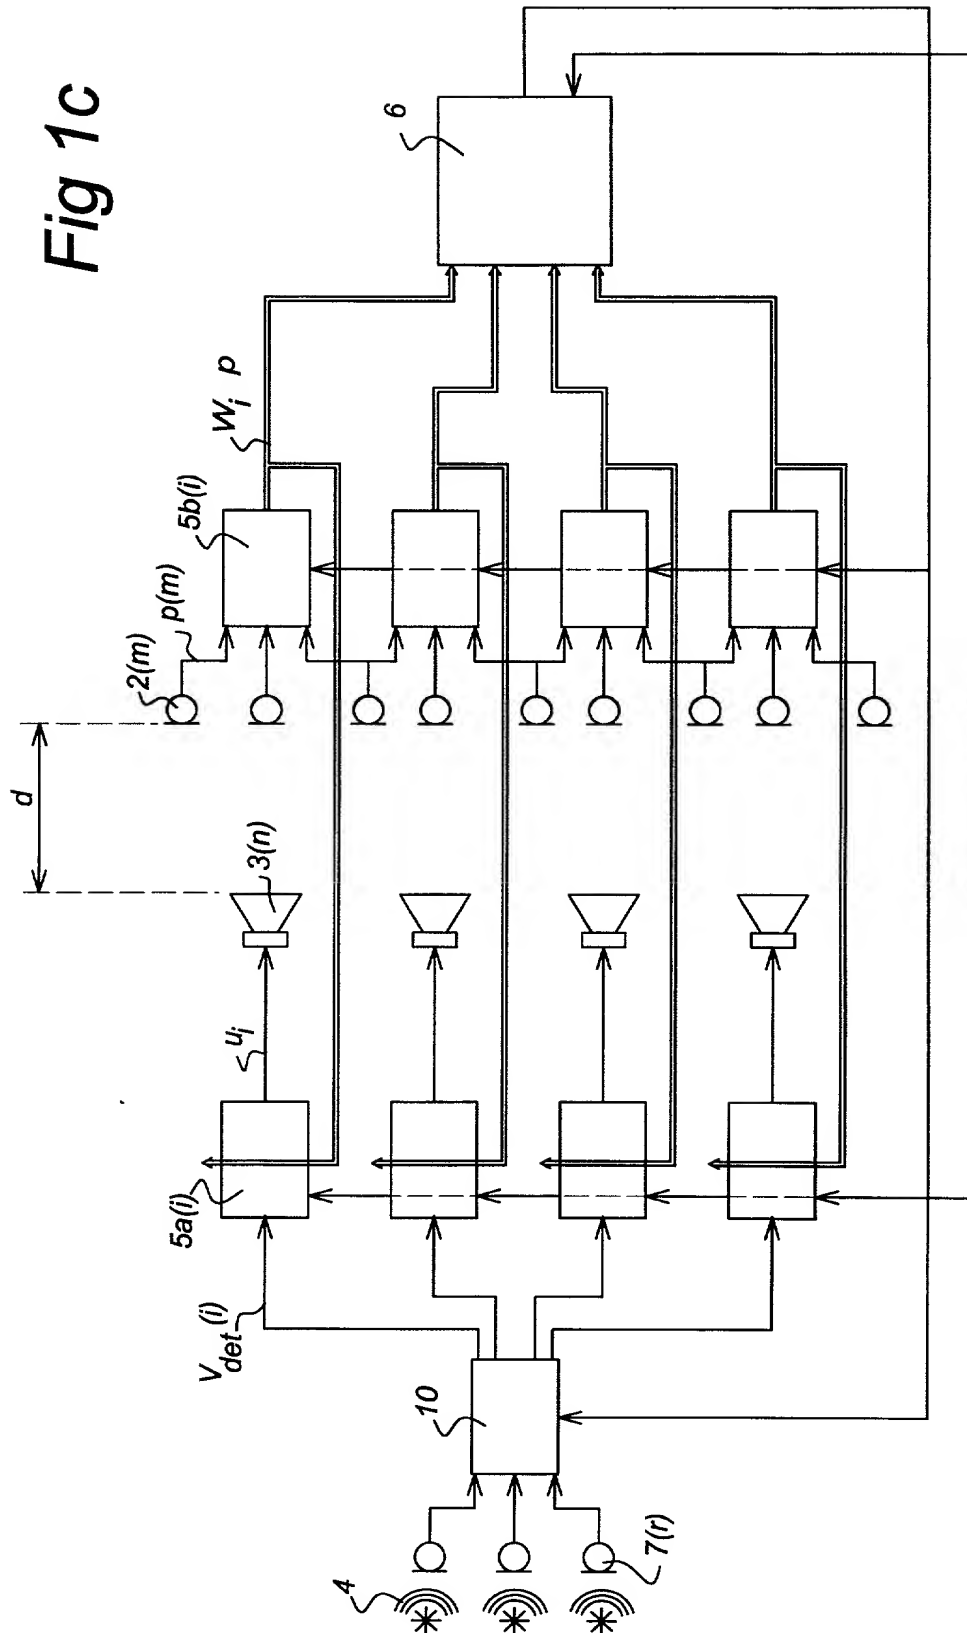 Fig 1c
6
W_i p
5b(i)
p(m)
2(m)
d
3(n)
u_i
5a(i)
V_det(i)
10
7(r)
4